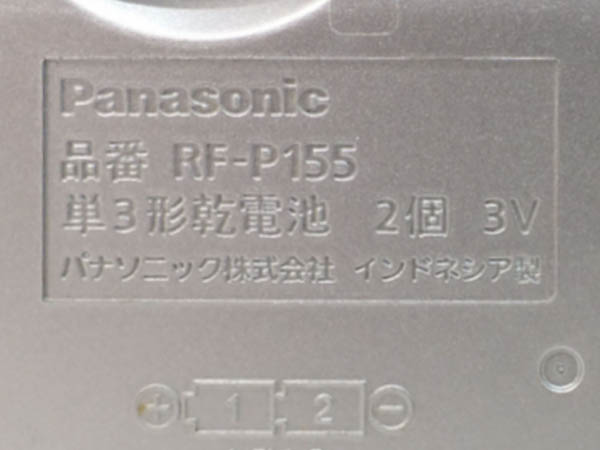 Panasonic
品番 RF-P155
単3形乾電池 2個 3V
パナソニック株式会社 インドネシア製
⊕ 1 2 ⊖